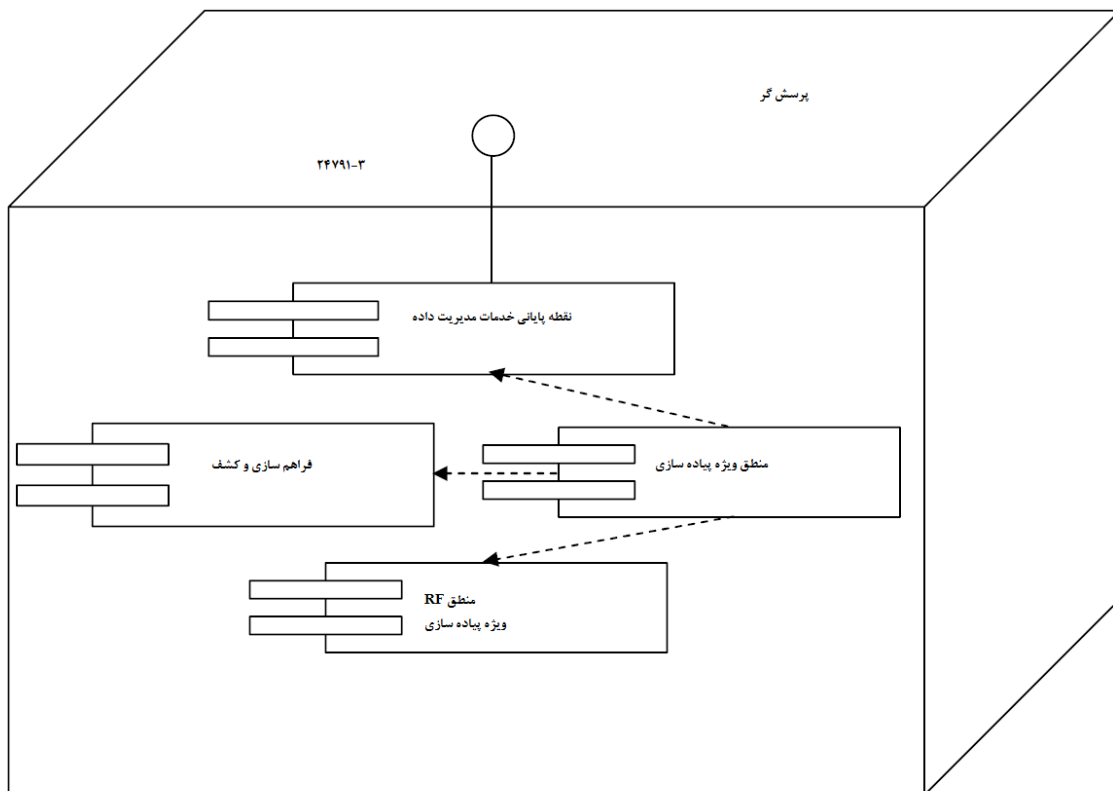 پرسش گر
۲۴۷۹۱-۳
نقطه پایانی خدمات مدیریت داده
فراهم سازی و کشف
منطق ویژه پیاده سازی
منطق RF
ویژه پیاده سازی